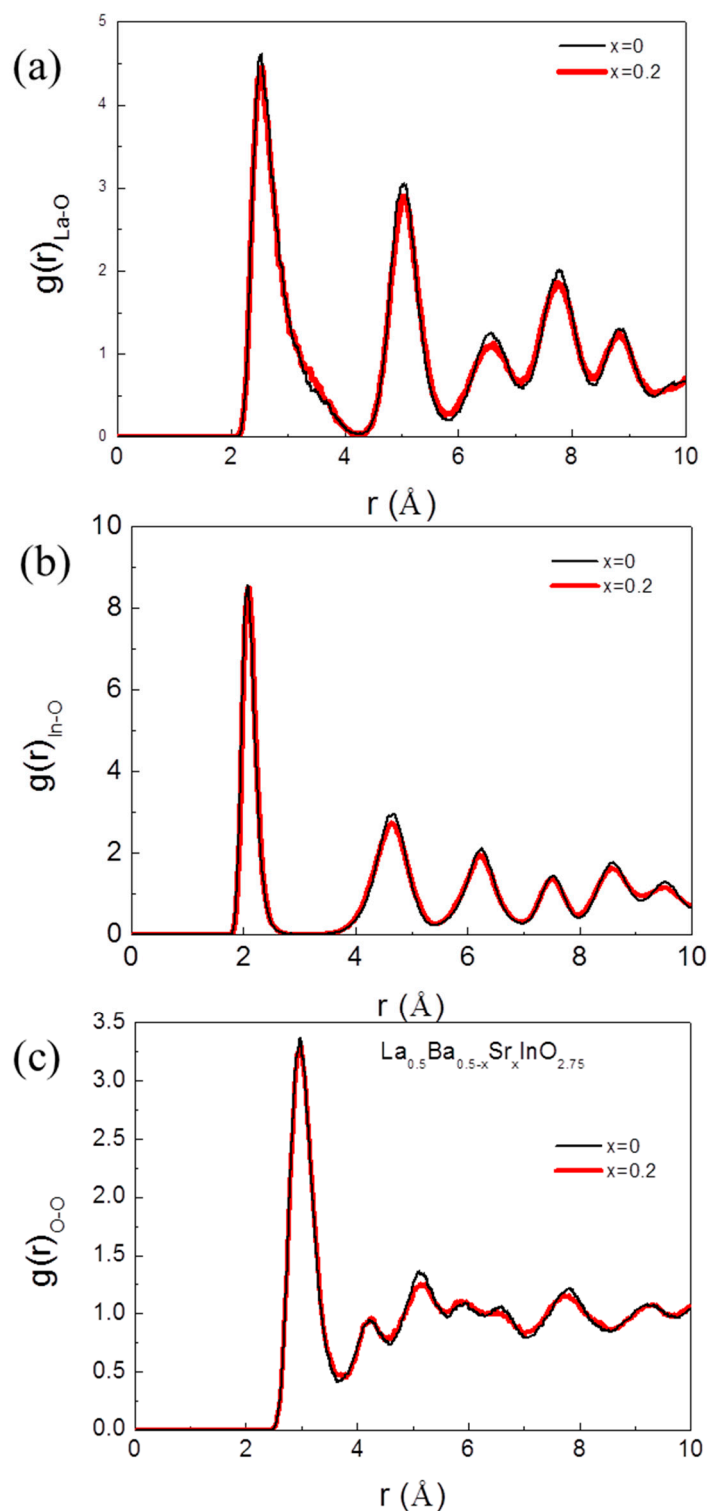 (a)
5
4
3
2
1
0
0 2 4 6 8 10
g(r)La-O
r (Å)
x=0
x=0.2
(b)
10
8
6
4
2
0
0 2 4 6 8 10
g(r)In-O
r (Å)
x=0
x=0.2
(c)
3.5
3.0
2.5
2.0
1.5
1.0
0.5
0.0
0 2 4 6 8 10
g(r)O-O
r (Å)
La0.5Ba0.5-xSrxInO2.75
x=0
x=0.2